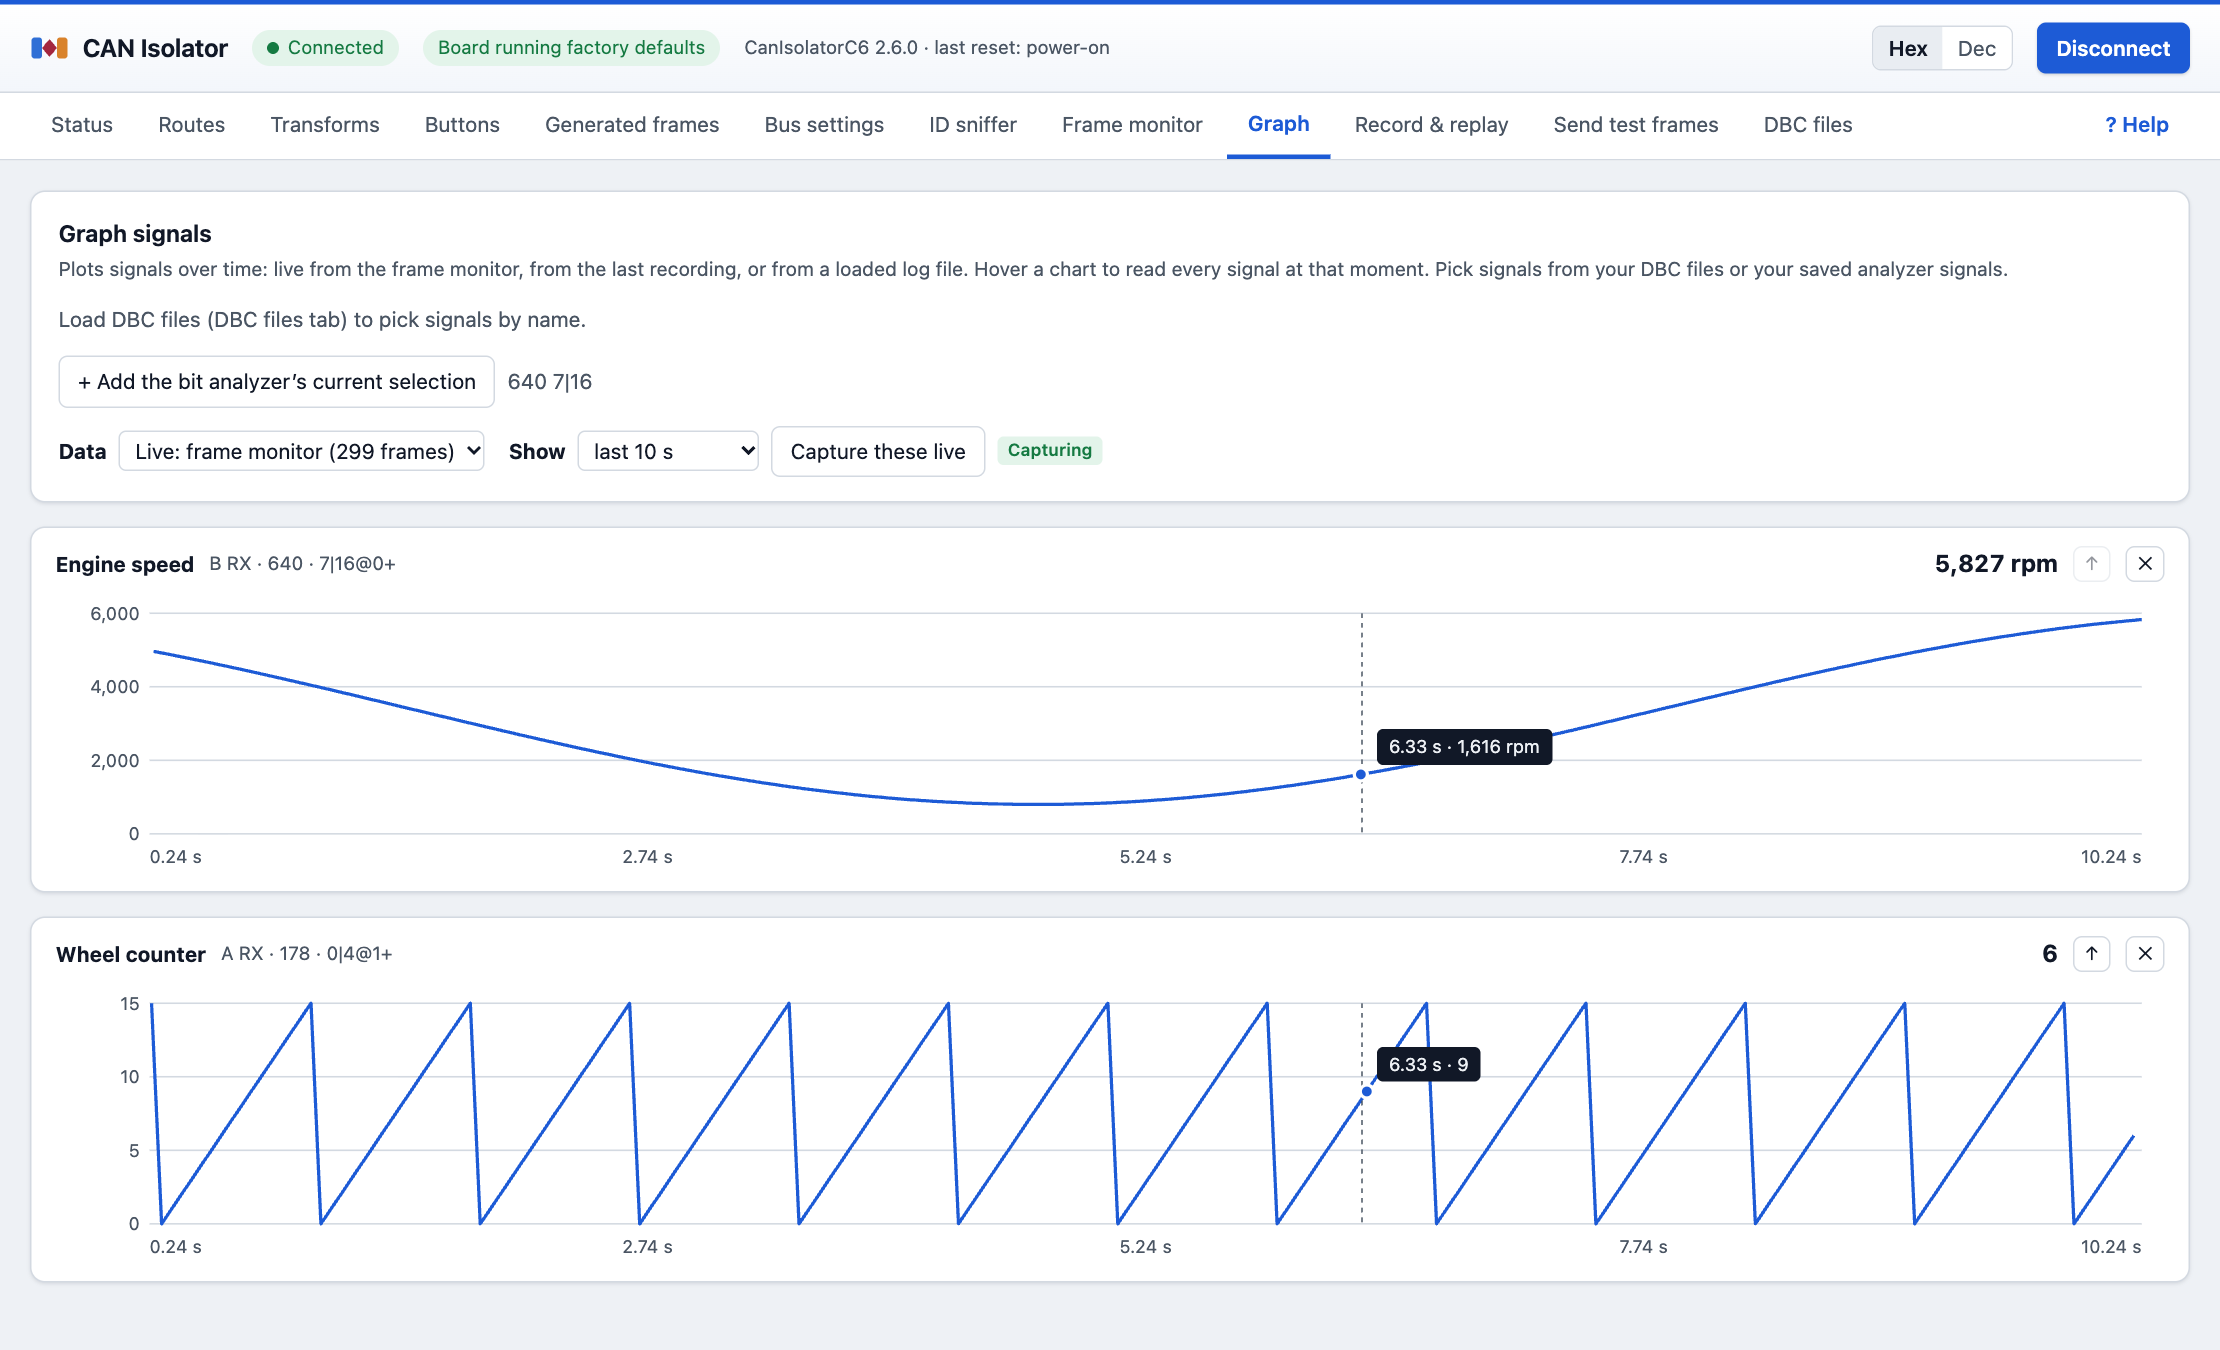 CAN Isolator
Connected
Board running factory defaults
CanIsolatorC6 2.6.0 · last reset: power-on
Hex
Dec
Disconnect
Status
Routes
Transforms
Buttons
Generated frames
Bus settings
ID sniffer
Frame monitor
Graph
Record & replay
Send test frames
DBC files
? Help
Graph signals
Plots signals over time: live from the frame monitor, from the last recording, or from a loaded log file. Hover a chart to read every signal at that moment. Pick signals from your DBC files or your saved analyzer signals.
Load DBC files (DBC files tab) to pick signals by name.
+ Add the bit analyzer’s current selection
640 7|16
Data
Live: frame monitor (299 frames)
Show
last 10 s
Capture these live
Capturing
Engine speed
B RX · 640 · 7|16@0+
5,827 rpm
↑
×
6,000
4,000
2,000
0
6.33 s · 1,616 rpm
0.24 s
2.74 s
5.24 s
7.74 s
10.24 s
Wheel counter
A RX · 178 · 0|4@1+
6
↑
×
15
10
5
0
6.33 s · 9
0.24 s
2.74 s
5.24 s
7.74 s
10.24 s